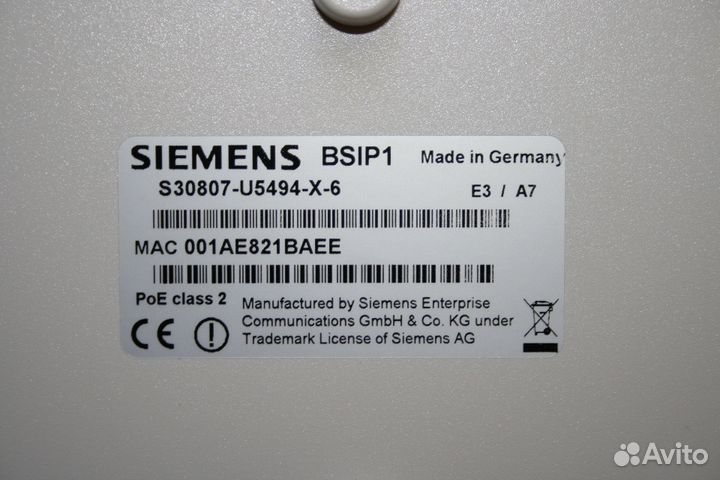 SIEMENS BSIP1 Made in Germany
S30807-U5494-X-6 E3 / A7
MAC 001AE821BAEE
PoE class 2
Manufactured by Siemens Enterprise
Communications GmbH & Co. KG under
Trademark License of Siemens AG
CE
Avito